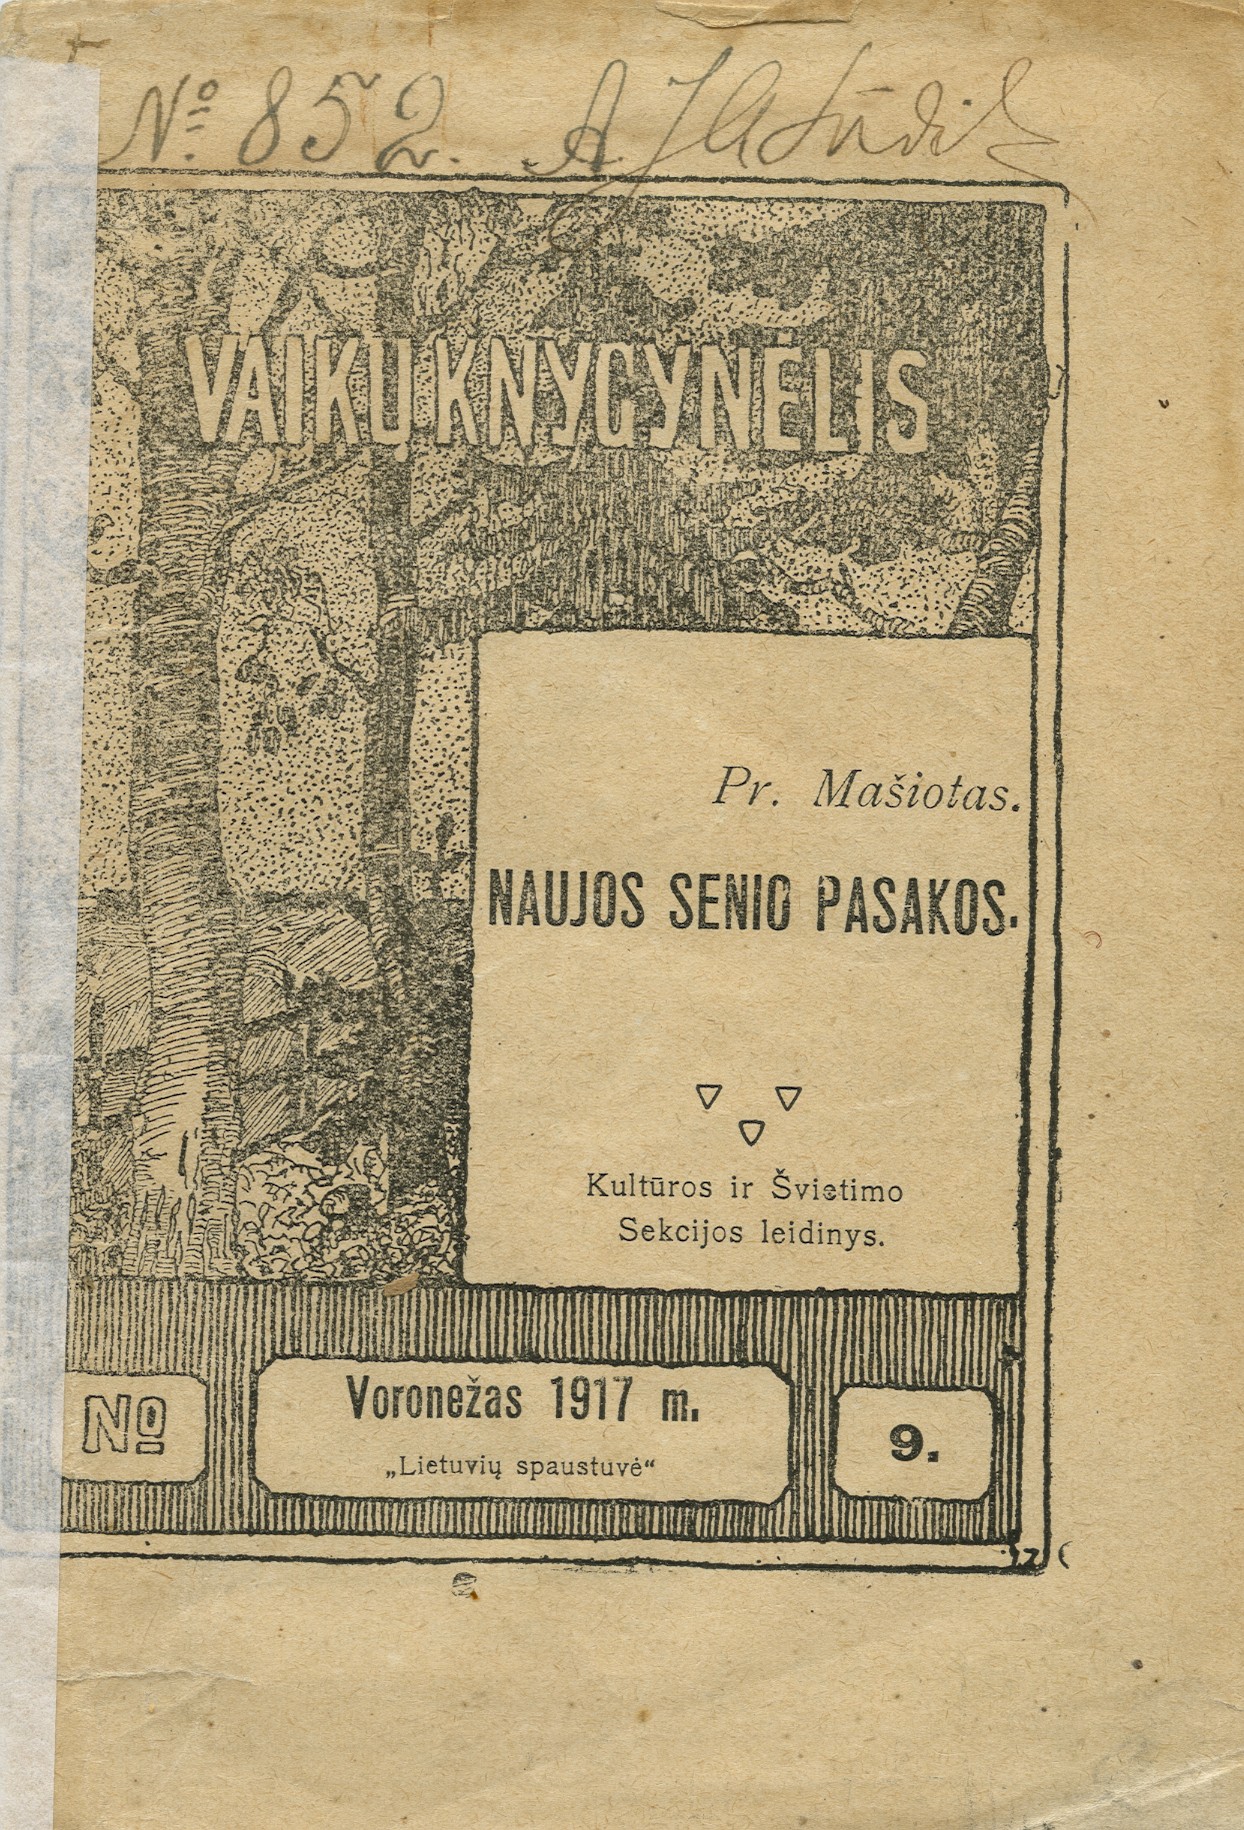 № 852.
VAIKŲ KNYGYNĖLIS
Pr. Mašiotas.
NAUJOS SENIO PASAKOS.
Kultūros ir Švietimo
Sekcijos leidinys.
№
Voronežas 1917 m.
„Lietuvių spaustuvė“
9.